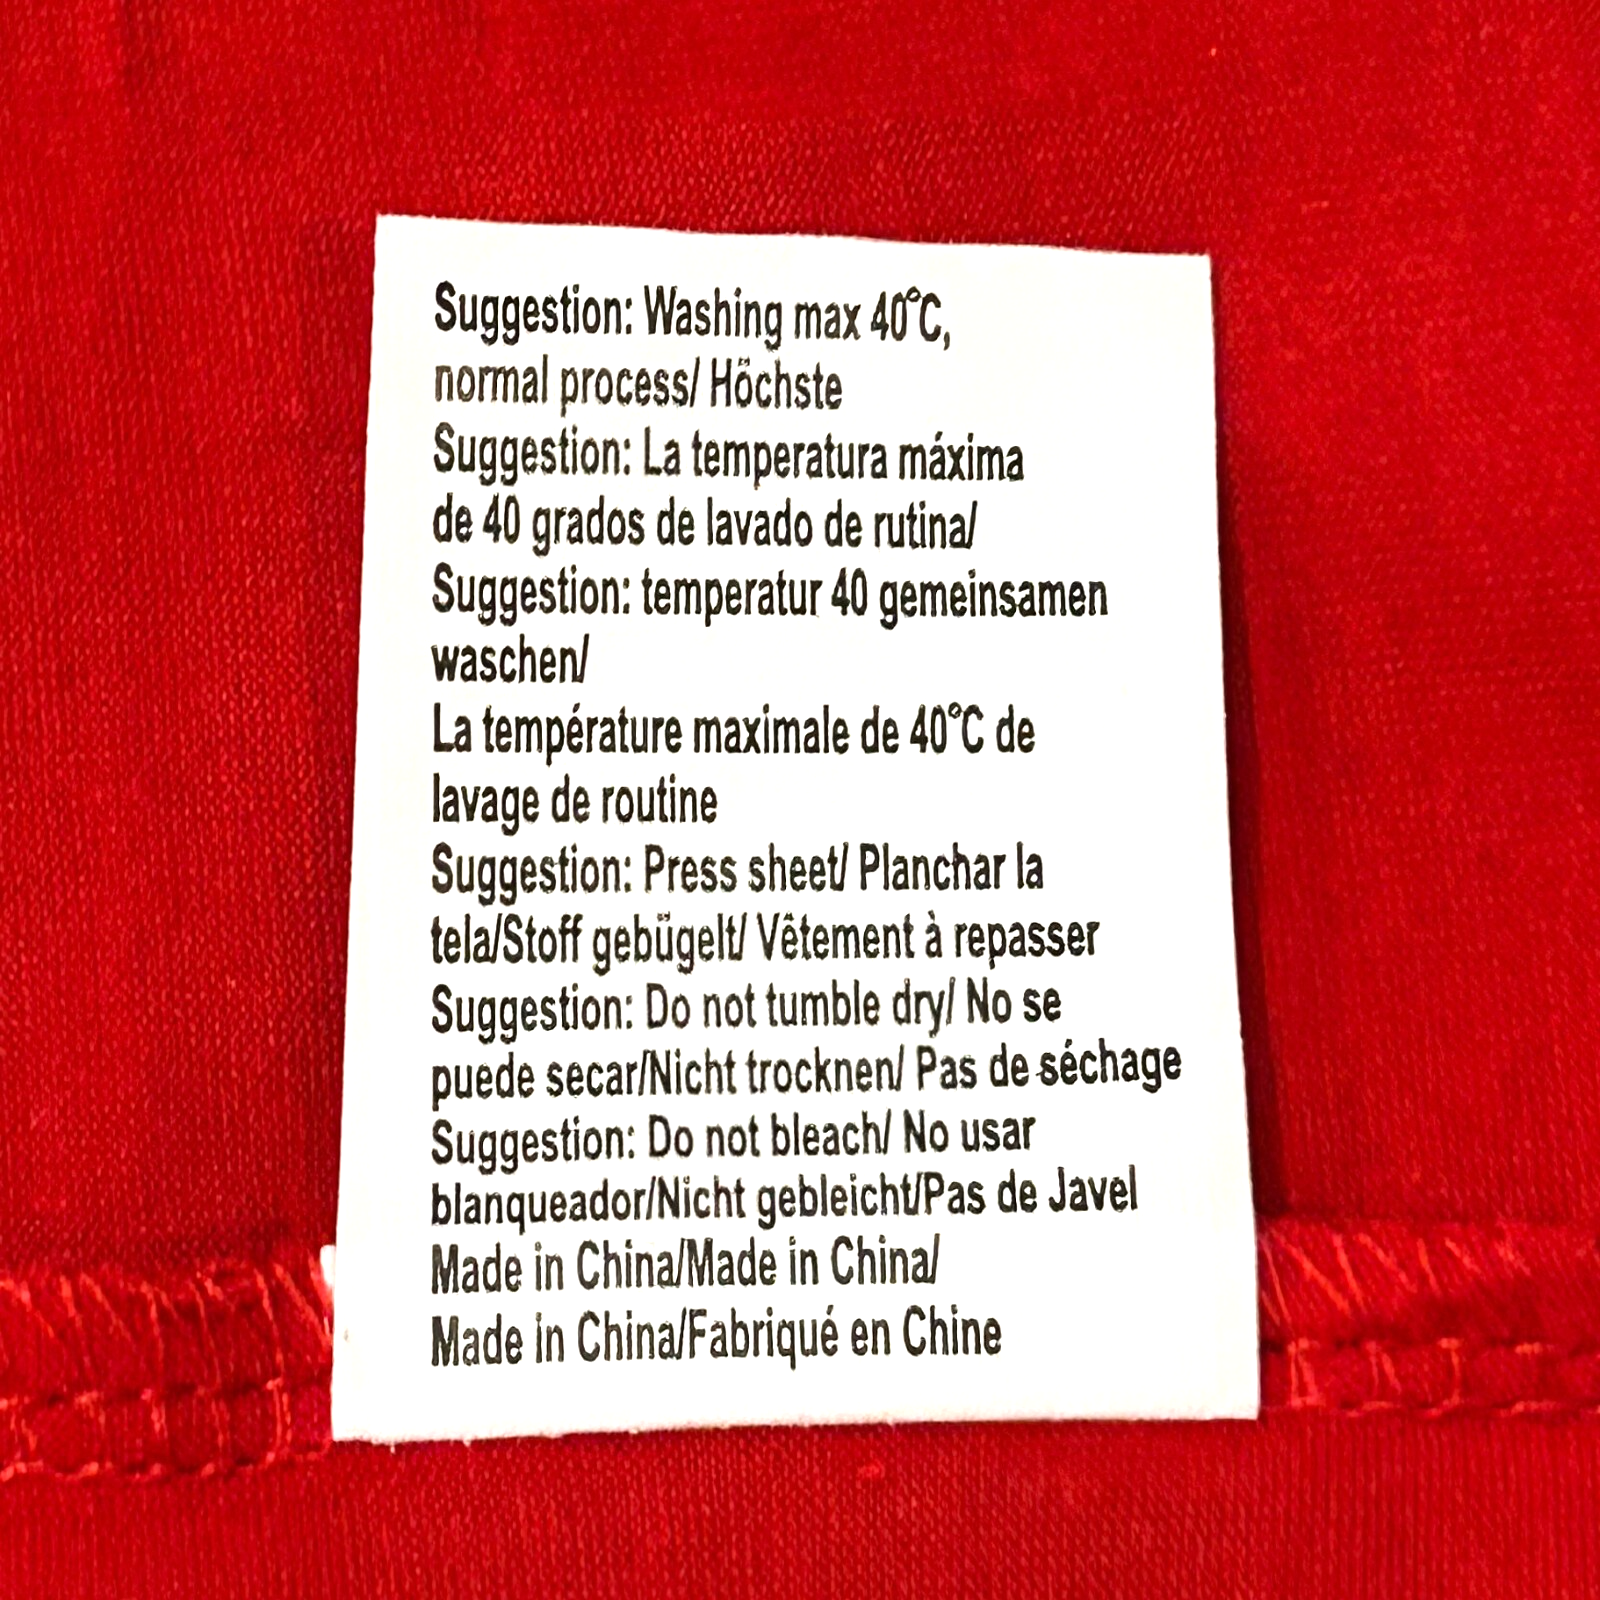 Suggestion: Washing max 40°C,
normal process/ Höchste
Suggestion: La temperatura máxima
de 40 grados de lavado de rutina/
Suggestion: temperatur 40 gemeinsamen
waschen/
La température maximale de 40°C de
lavage de routine
Suggestion: Press sheet/ Planchar la
tela/Stoff gebügelt/ Vêtement à repasser
Suggestion: Do not tumble dry/ No se
puede secar/Nicht trocknen/ Pas de séchage
Suggestion: Do not bleach/ No usar
blanqueador/Nicht gebleicht/Pas de Javel
Made in China/Made in China/
Made in China/Fabriqué en Chine